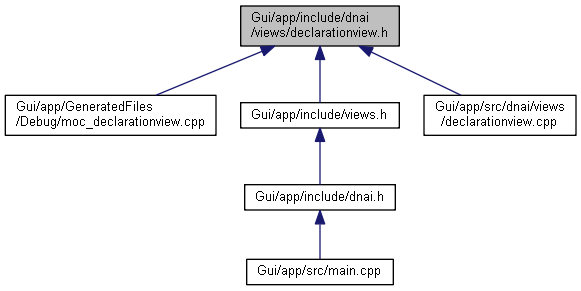 Gui/app/include/dnai
/views/declarationview.h
Gui/app/GeneratedFiles
/Debug/moc_declarationview.cpp
Gui/app/include/views.h
Gui/app/src/dnai/views
/declarationview.cpp
Gui/app/include/dnai.h
Gui/app/src/main.cpp